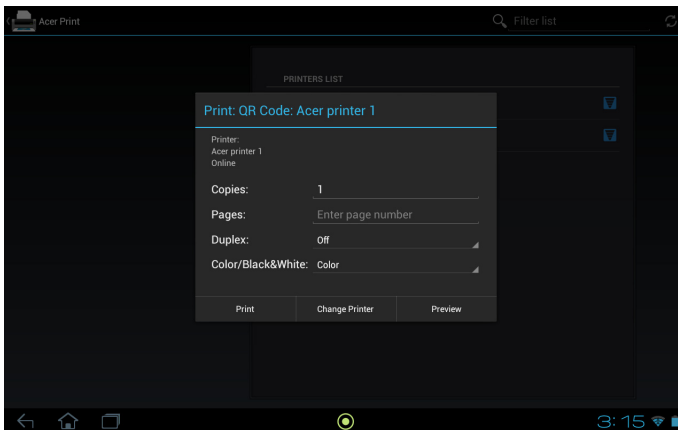 Acer Print
Filter list
PRINTERS LIST
Print: QR Code: Acer printer 1
Printer:
Acer printer 1
Online
Copies: 1
Pages: Enter page number
Duplex: Off
Color/Black&White: Color
Print Change Printer Preview
3:15